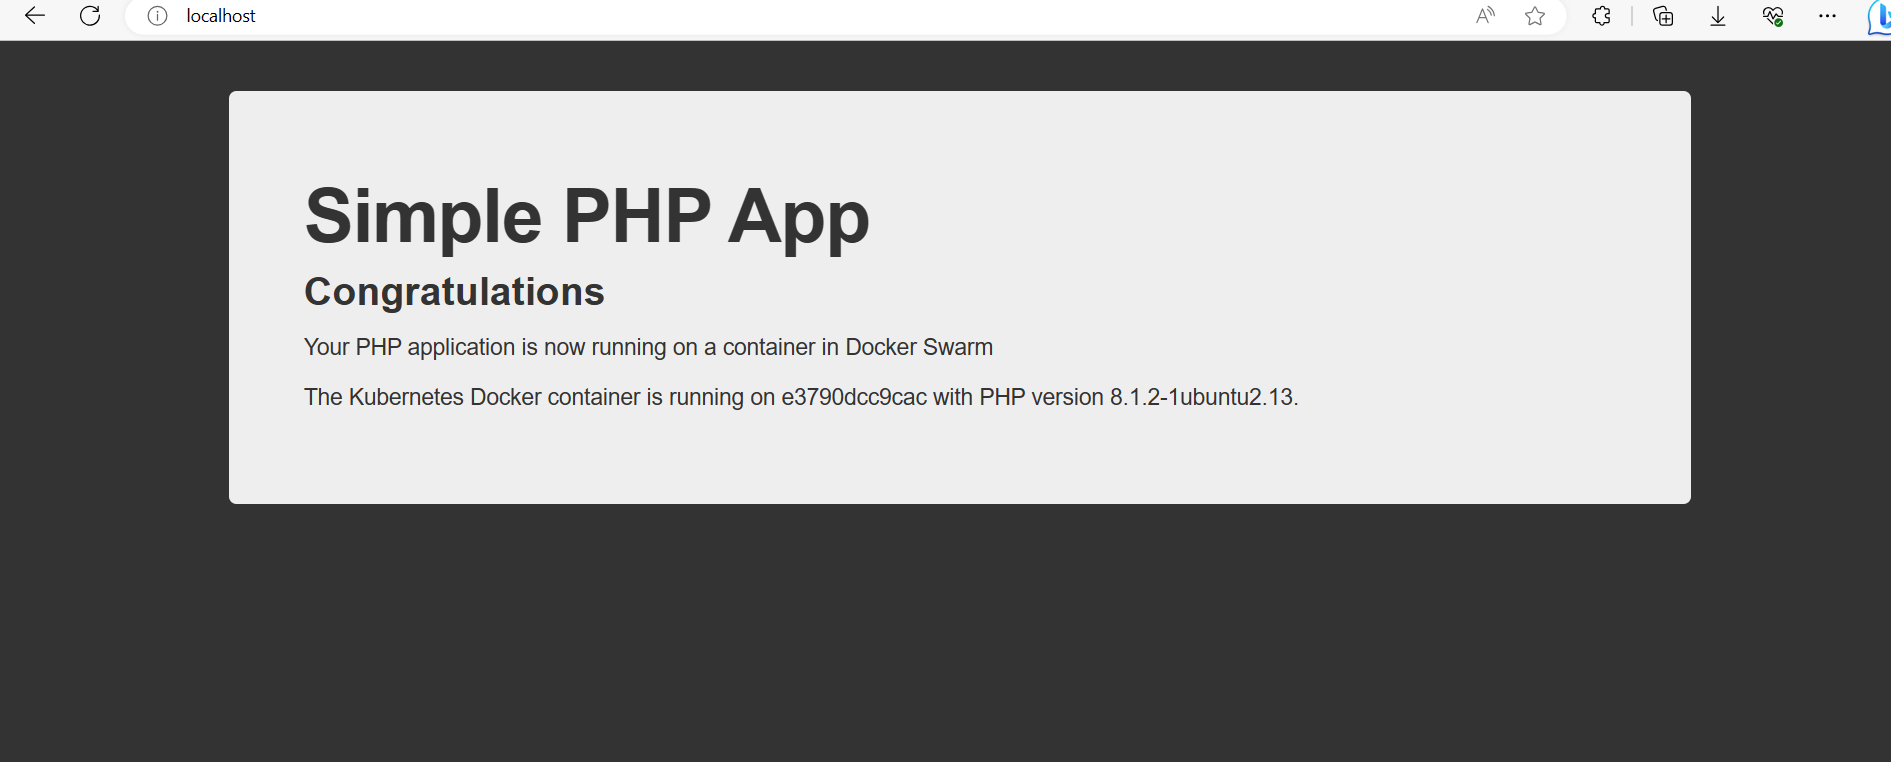 localhost
Simple PHP App
Congratulations
Your PHP application is now running on a container in Docker Swarm
The Kubernetes Docker container is running on e3790dcc9cac with PHP version 8.1.2-1ubuntu2.13.